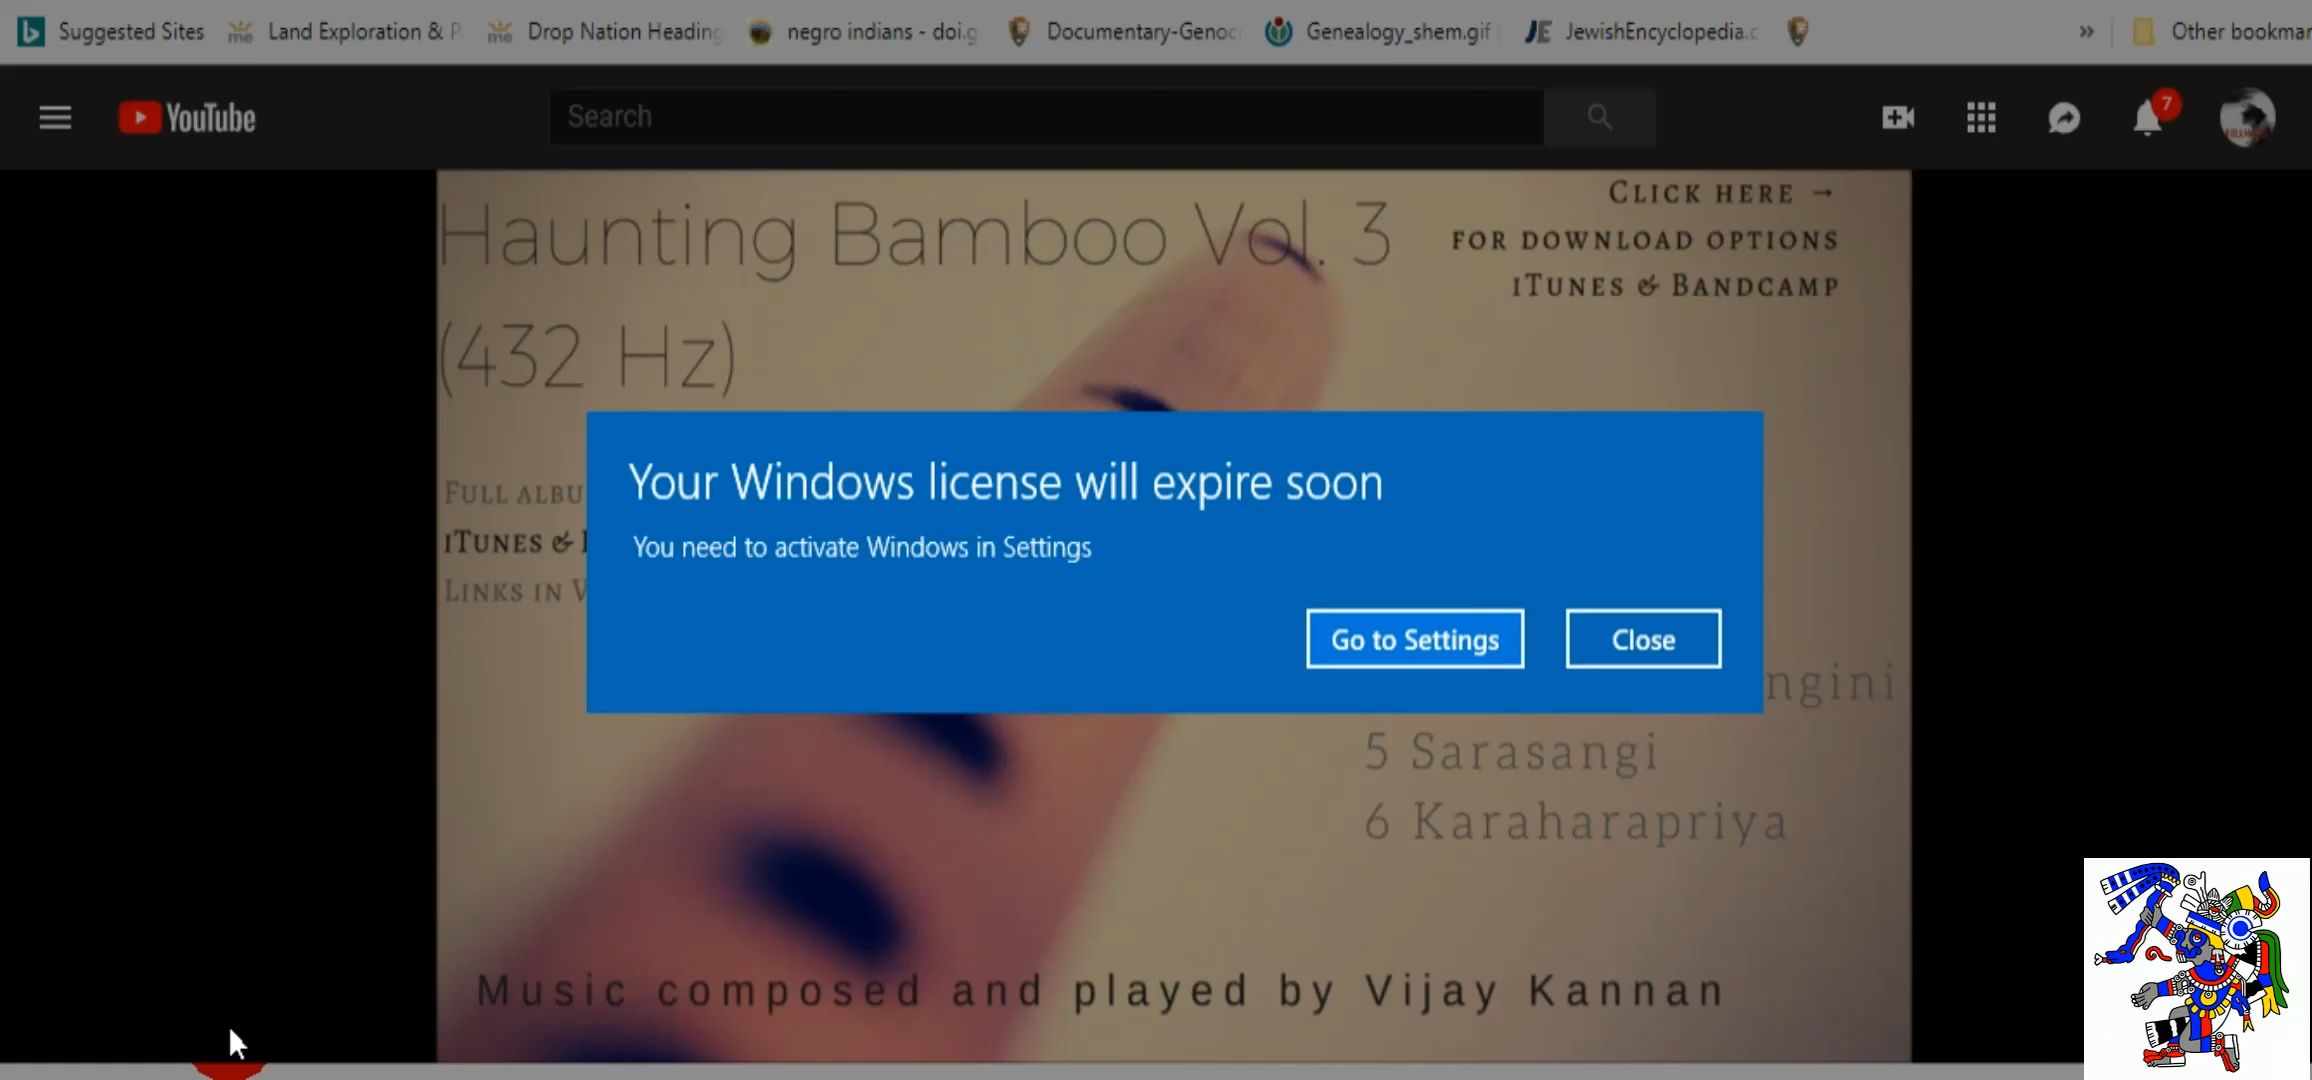 Suggested Sites Land Exploration & P Drop Nation Heading negro indians - doi.g Documentary-Genoc Genealogy_shem.gif JewishEncyclopedia.c » Other bookmar
YouTube Search 7
Haunting Bamboo Vol. 3
(432 Hz)
Click here →
for download options
iTunes & Bandcamp
Full albu
iTunes &
Links in V
Your Windows license will expire soon
You need to activate Windows in Settings
Go to Settings Close
ngini
5 Sarasangi
6 Karaharapriya
Music composed and played by Vijay Kannan